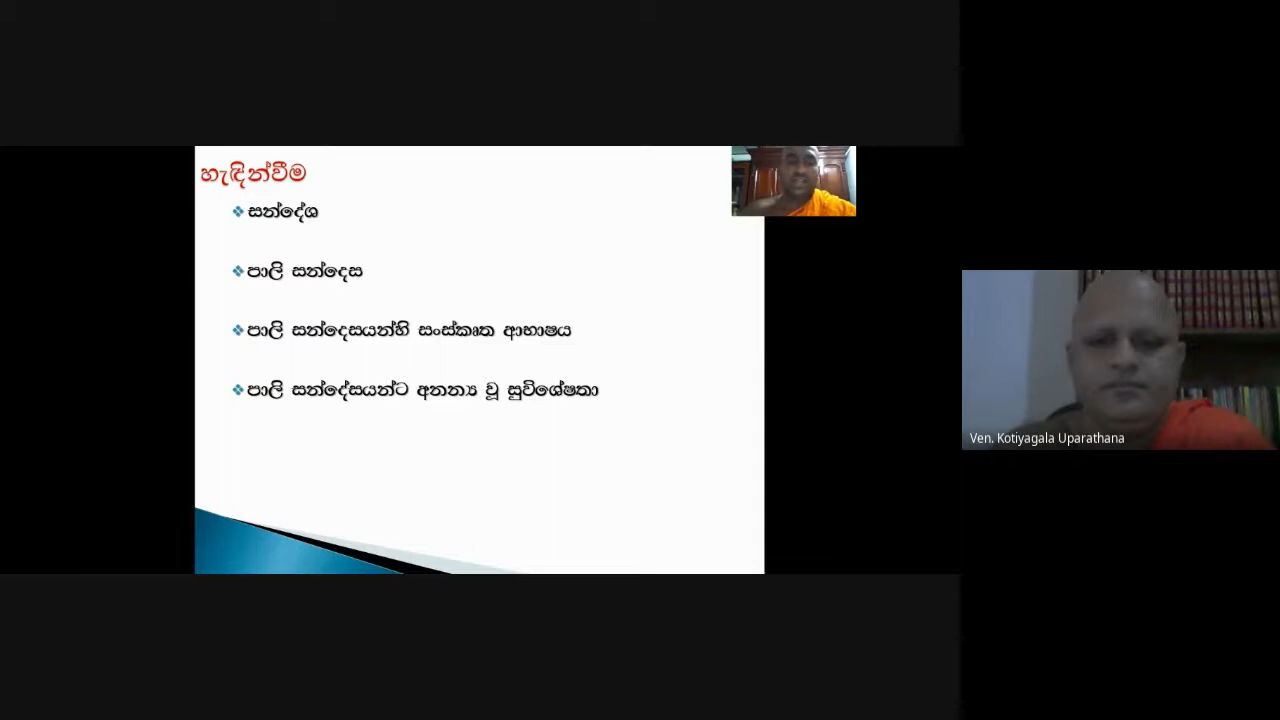 හැඳින්වීම
සන්දේශ
පාලි සන්දෙස
පාලි සන්දෙසයන්හි සංස්කෘත ආභාෂය
පාලි සන්දේසයන්ට අනන්‍ය වූ සුවිශේෂතා
Ven. Kotiyagala Uparathana